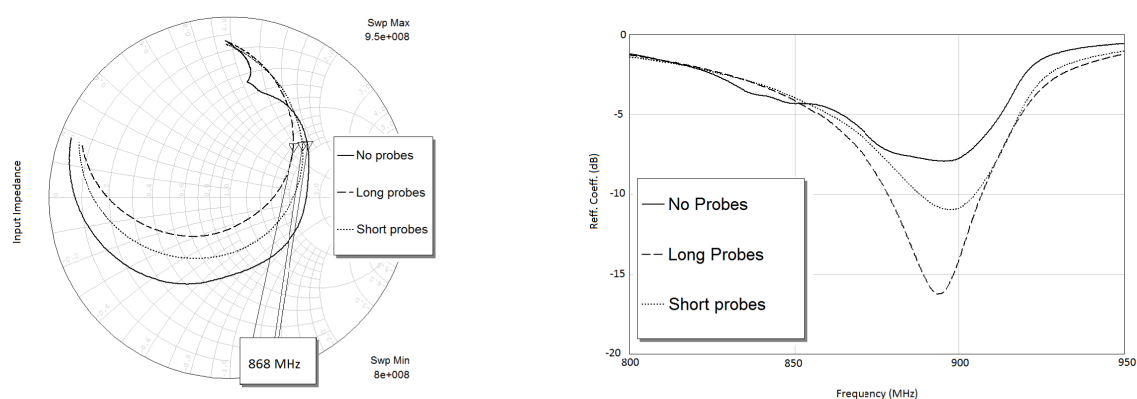 Swp Max
9.5e+008
Input Impedance
No probes
Long probes
Short probes
868 MHz
Swp Min
8e+008
0
-5
-10
-15
-20
Reff. Coeff. (dB)
No Probes
Long Probes
Short probes
800
850
900
950
Frequency (MHz)